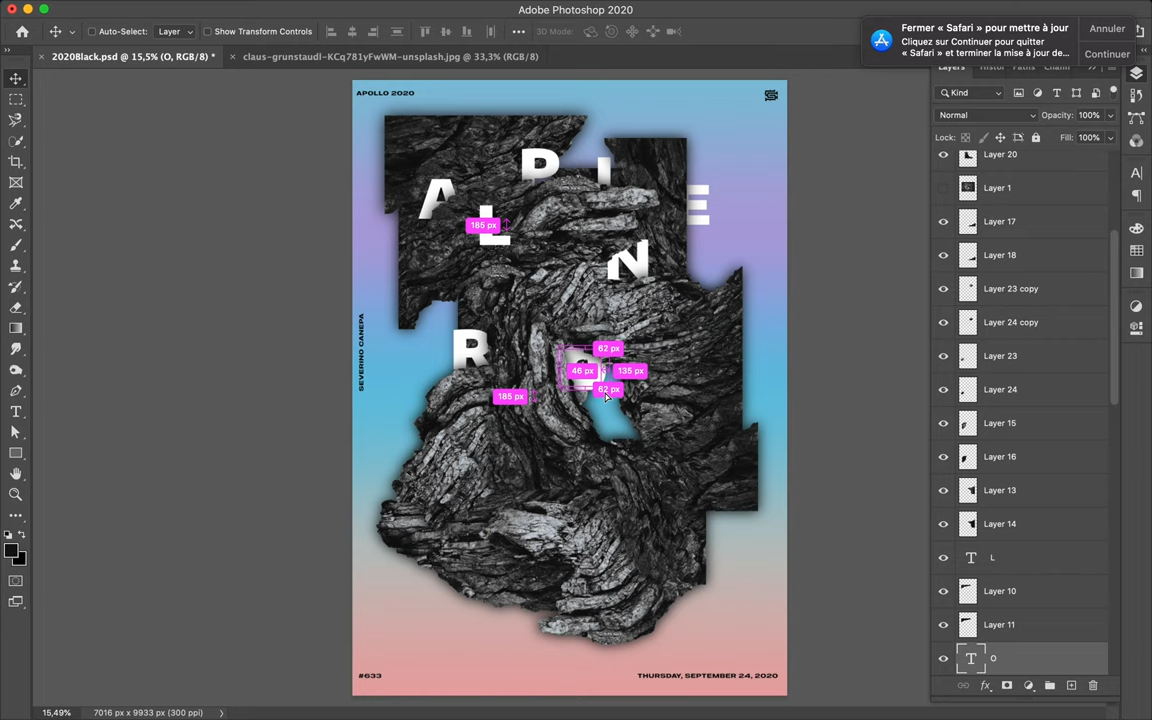 Adobe Photoshop 2020
Auto-Select:
Layer
Show Transform Controls
3D Mode:
Fermer « Safari » pour mettre à jour
Cliquez sur Continuer pour quitter
« Safari » et terminer la mise à jour de...
Annuler
Continuer
2020Black.psd @ 15,5% (O, RGB/8) *
claus-grunstaudl-KCq781yFwWM-unsplash.jpg @ 33,3% (RGB/8)
Layers
Kind
Normal
Opacity: 100%
Lock:
Fill: 100%
Layer 20
Layer 1
Layer 17
Layer 18
Layer 23 copy
Layer 24 copy
Layer 23
Layer 24
Layer 15
Layer 16
Layer 13
Layer 14
L
Layer 10
Layer 11
O
APOLLO 2020
A
P
I
E
L
N
R
185 px
62 px
46 px
135 px
62 px
185 px
SEVERINO CANEPA
#633
THURSDAY, SEPTEMBER 24, 2020
15,49%
7016 px x 9933 px (300 ppi)